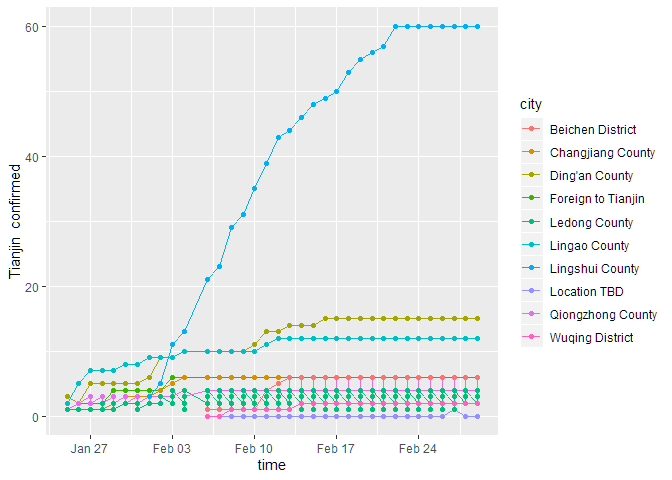 60
40
20
0
Tianjin confirmed
Jan 27 Feb 03 Feb 10 Feb 17 Feb 24
time
city
Beichen District
Changjiang County
Ding'an County
Foreign to Tianjin
Ledong County
Lingao County
Lingshui County
Location TBD
Qiongzhong County
Wuqing District